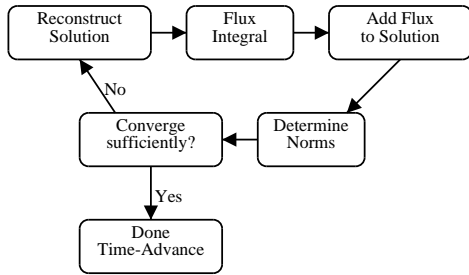 Reconstruct
Solution
Flux
Integral
Add Flux
to Solution
No
Converge
sufficiently?
Determine
Norms
Yes
Done
Time-Advance